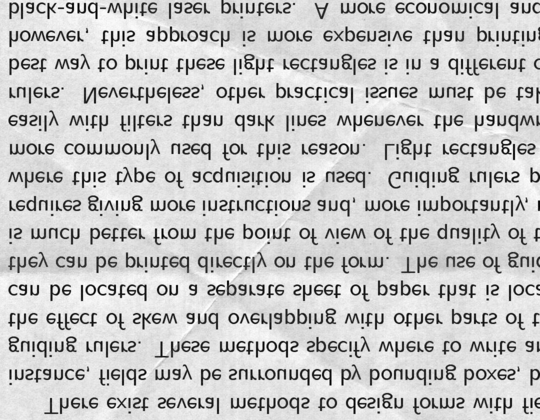 There exist several methods to design forms with fie
instance, fields may be surrounded by bounding boxes, b
guiding rulers. These methods specify where to write an
the effect of skew and overlapping with other parts of t
can be located on a separate sheet of paper that is loca
they can be printed directly on the form. The use of guid
is much better from the point of view of the quality of t
requires giving more instructions and, more importantly, r
where this type of acquisition is used. Guiding rulers p
more commonly used for this reason. Light rectangles
easily with filters than dark lines whenever the handwr
rulers. Nevertheless, other practical issues must be tak
best way to print these light rectangles is in a different c
however, this approach is more expensive than printing
black-and-white laser printers. A more economical and